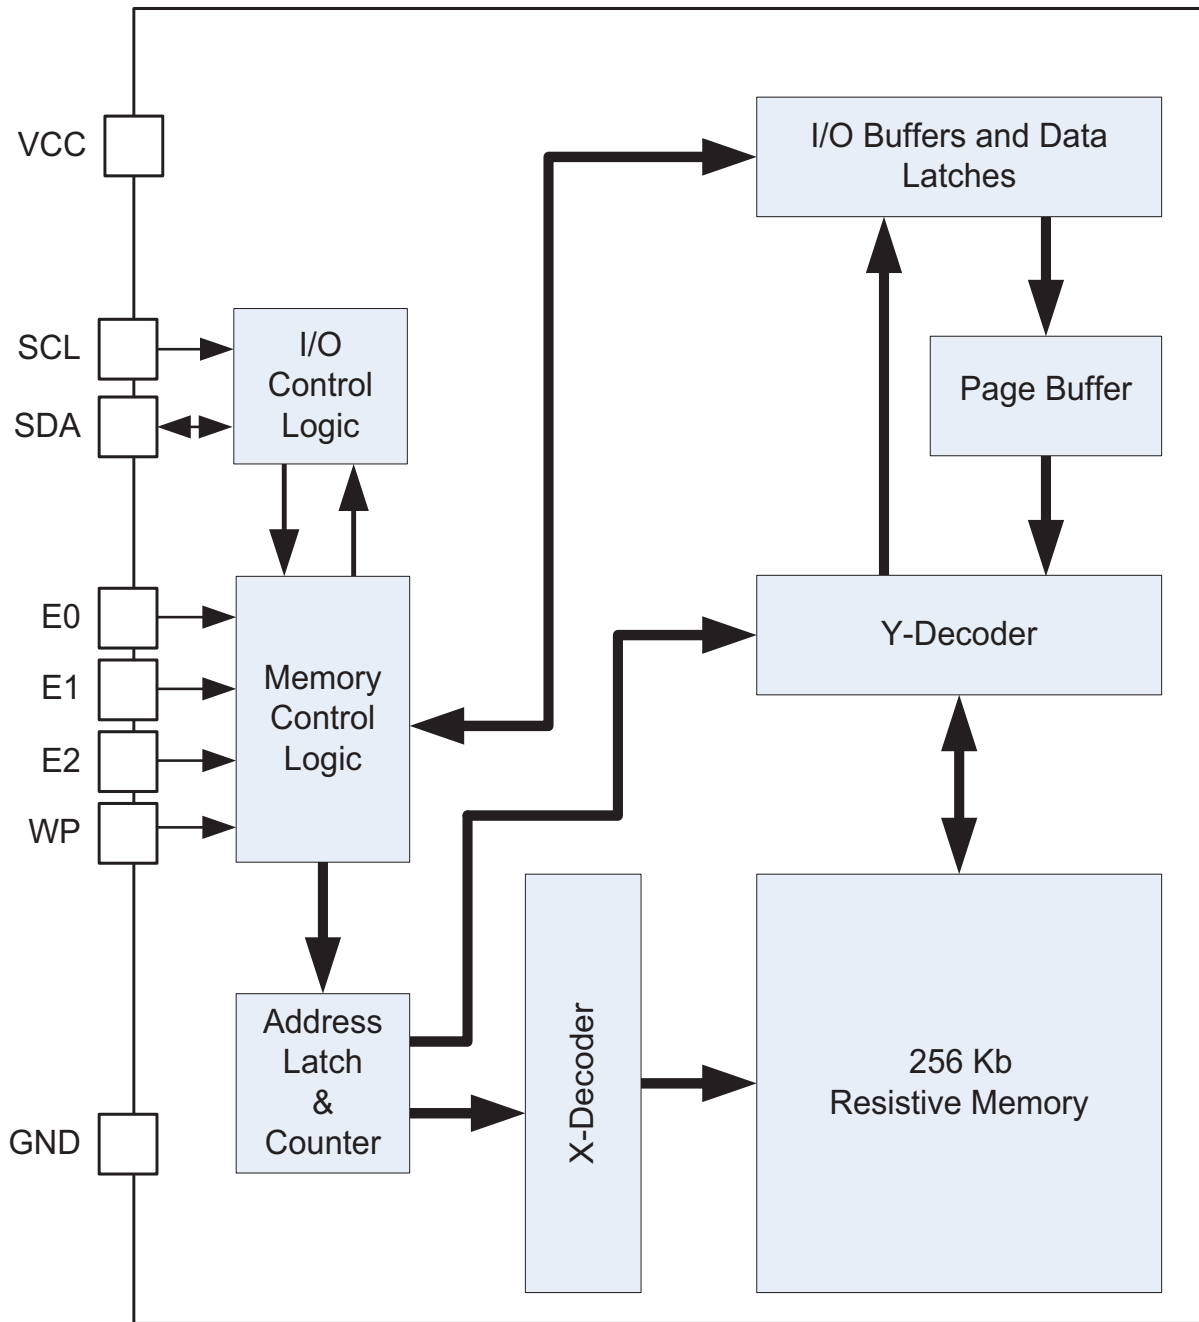 VCC
I/O Buffers and Data
Latches
SCL
SDA
I/O
Control
Logic
Page Buffer
E0
E1
E2
WP
Memory
Control
Logic
Y-Decoder
Address
Latch
&
Counter
X-Decoder
256 Kb
Resistive Memory
GND